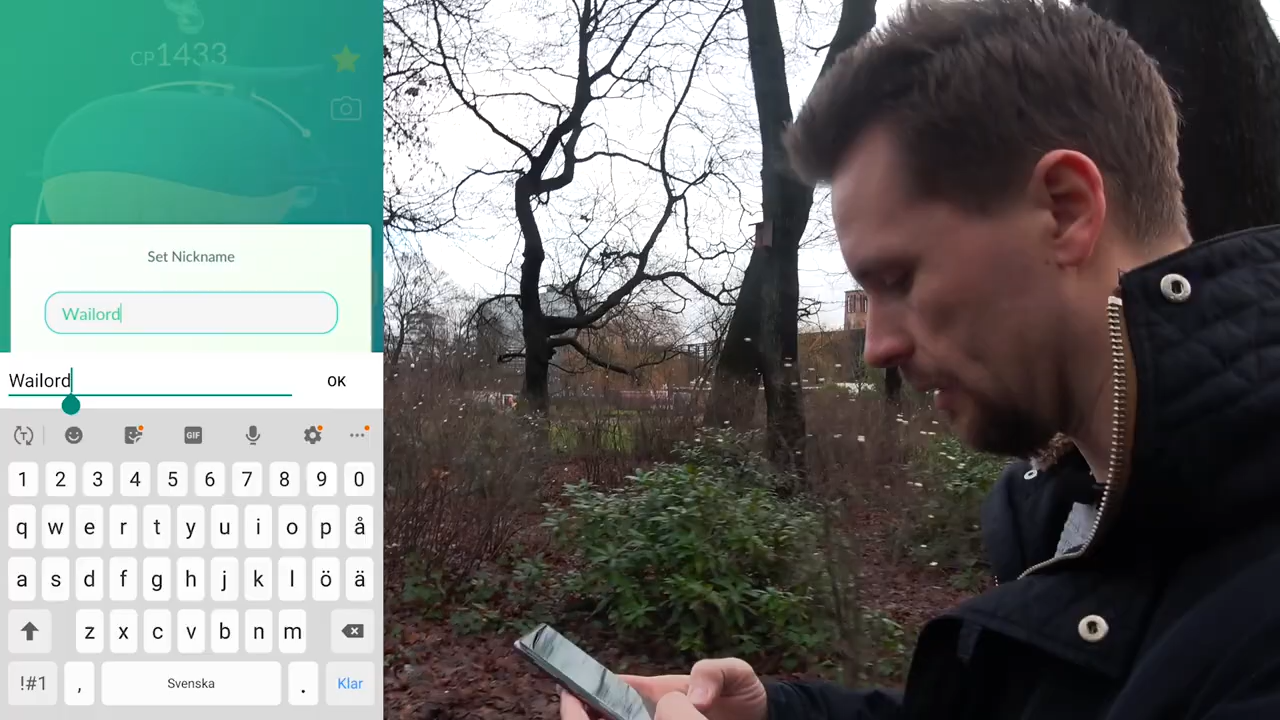 CP1433
Set Nickname
Wailord
Wailord OK
GIF
1 2 3 4 5 6 7 8 9 0
q w e r t y u i o p å
a s d f g h j k l ö ä
z x c v b n m
!#1 , Svenska . Klar